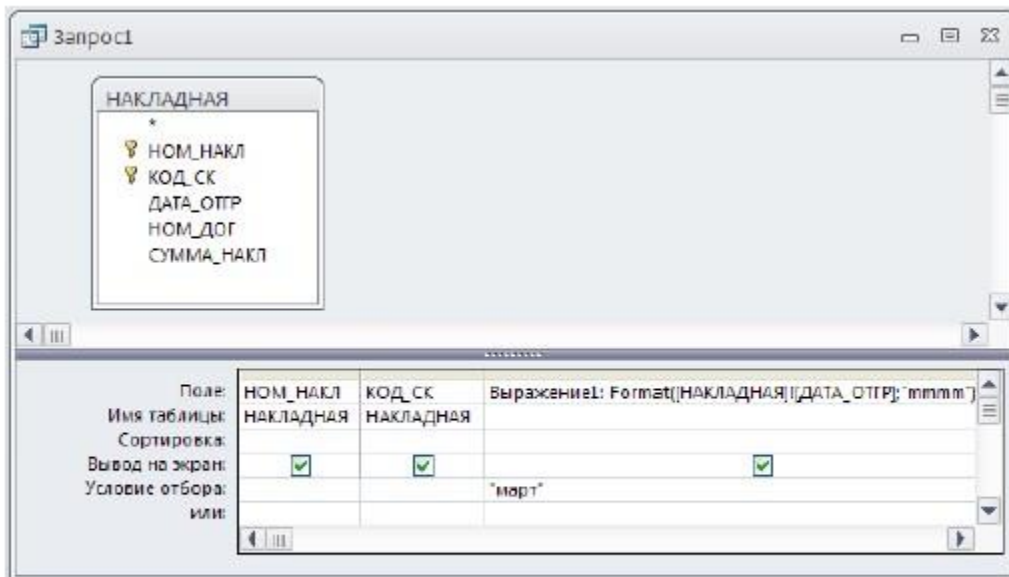 Запрос1
НАКЛАДНАЯ
*
НОМ_НАКЛ
КОД_СК
ДАТА_ОТГР
НОМ_ДОГ
СУММА_НАКЛ
Поле: НОМ_НАКЛ КОД_СК Выражение1: Format([НАКЛАДНАЯ]![ДАТА_ОТГР];"mmmm")
Имя таблицы: НАКЛАДНАЯ НАКЛАДНАЯ
Сортировка:
Вывод на экран:
Условие отбора: "март"
или: